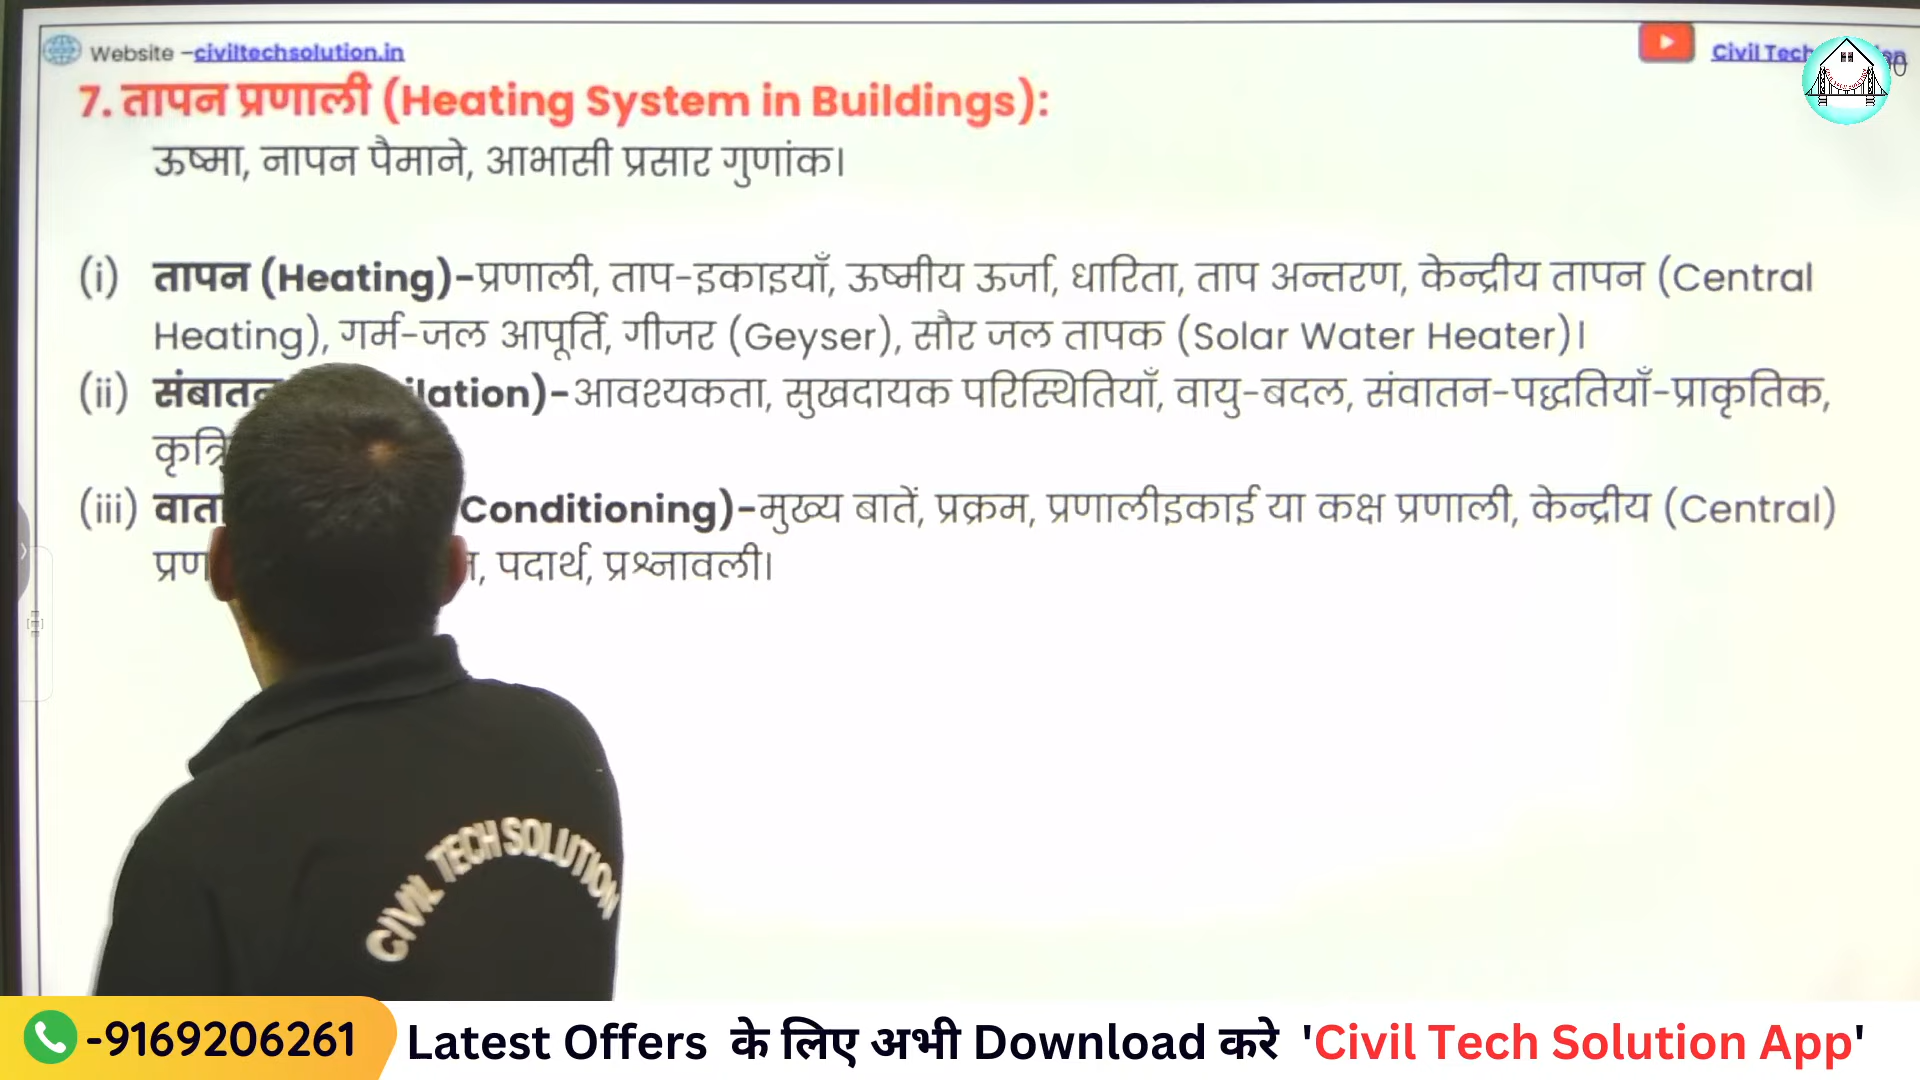 Website –civiltechsolution.in
Civil Tech
7. तापन प्रणाली (Heating System in Buildings):
ऊष्मा, नापन पैमाने, आभासी प्रसार गुणांक।
(i) तापन (Heating)-प्रणाली, ताप-इकाइयाँ, ऊष्मीय ऊर्जा, धारिता, ताप अन्तरण, केन्द्रीय तापन (Central
Heating), गर्म-जल आपूर्ति, गीजर (Geyser), सौर जल तापक (Solar Water Heater)।
(ii) आवश्यकता, सुखदायक परिस्थितियाँ, वायु-बदल, संवातन-पद्धतियाँ-प्राकृतिक,
(iii) Conditioning)-मुख्य बातें, प्रक्रम, प्रणालीइकाई या कक्ष प्रणाली, केन्द्रीय (Central)
पदार्थ, प्रश्नावली।
CIVIL TECH SOLUTION
-9169206261
Latest Offers के लिए अभी Download करे 'Civil Tech Solution App'